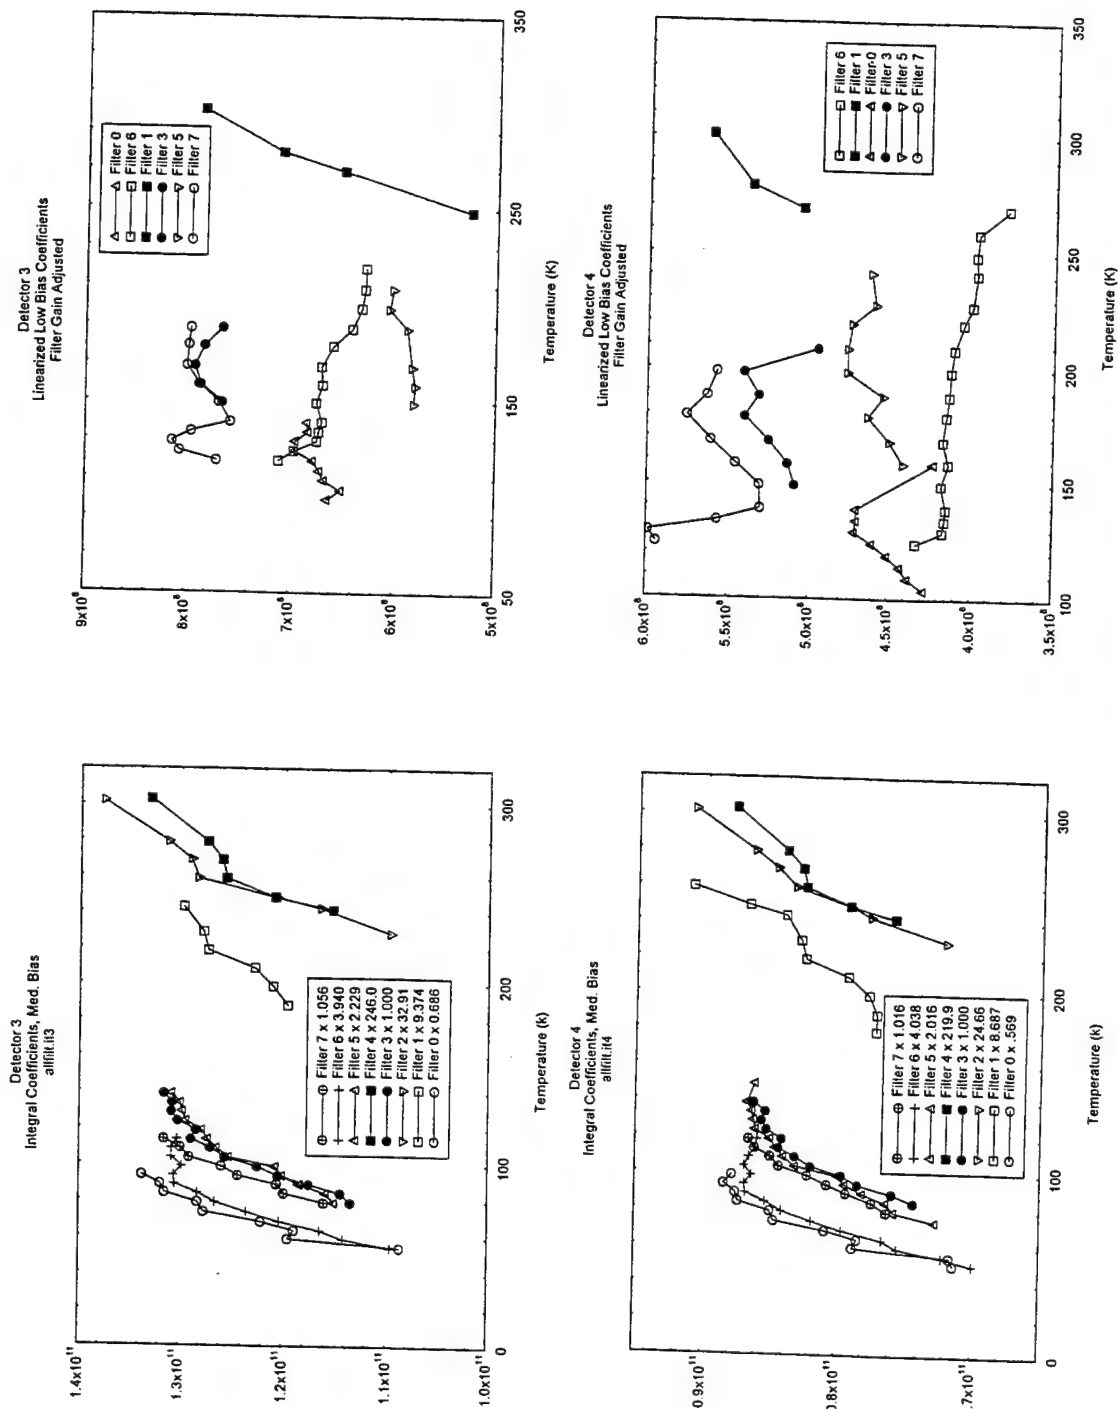 Detector 3
Integral Coefficients, Med. Bias
allfilt.it3
1.4x10¹¹
1.3x10¹¹
1.2x10¹¹
1.1x10¹¹
1.0x10¹¹
0
100
200
300
Temperature (k)
Filter 7 x 1.056
Filter 6 x 3.940
Filter 5 x 2.229
Filter 4 x 246.0
Filter 3 x 1.000
Filter 2 x 32.91
Filter 1 x 9.374
Filter 0 x 0.686
Detector 3
Linearized Low Bias Coefficients
Filter Gain Adjusted
9x10⁸
8x10⁸
7x10⁸
6x10⁸
5x10⁸
50
150
250
350
Temperature (K)
Filter 0
Filter 6
Filter 1
Filter 3
Filter 5
Filter 7
Detector 4
Integral Coefficients, Med. Bias
allfilt.it4
0.9x10¹¹
0.8x10¹¹
.7x10¹¹
0
100
200
300
Temperature (K)
Filter 7 x 1.016
Filter 6 x 4.038
Filter 5 x 2.016
Filter 4 x 219.9
Filter 3 x 1.000
Filter 2 x 24.66
Filter 1 x 8.687
Filter 0 x .569
Detector 4
Linearized Low Bias Coefficients
Filter Gain Adjusted
6.0x10⁸
5.5x10⁸
5.0x10⁸
4.5x10⁸
4.0x10⁸
3.5x10⁸
100
150
200
250
300
350
Temperature (K)
Filter 6
Filter 1
Filter-0
Filter 3
Filter 5
Filter 7